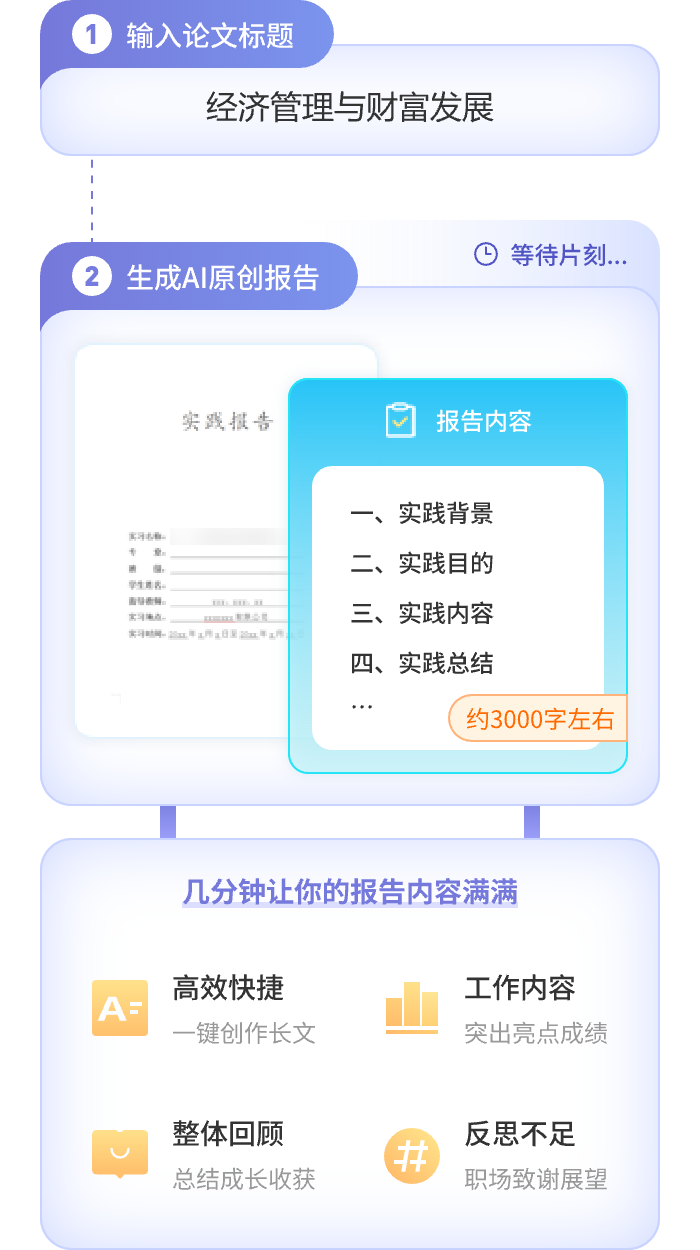 1 输入论文标题
经济管理与财富发展
等待片刻...
2 生成AI原创报告
实践报告
报告内容
一、实践背景
二、实践目的
三、实践内容
四、实践总结
...
约3000字左右
实习名称:
专 业:
班 级:
学生姓名:
指导教师:
实习地点:
有限公司
实习时间:
几分钟让你的报告内容满满
高效快捷
一键创作长文
工作内容
突出亮点成绩
整体回顾
总结成长收获
反思不足
职场致谢展望